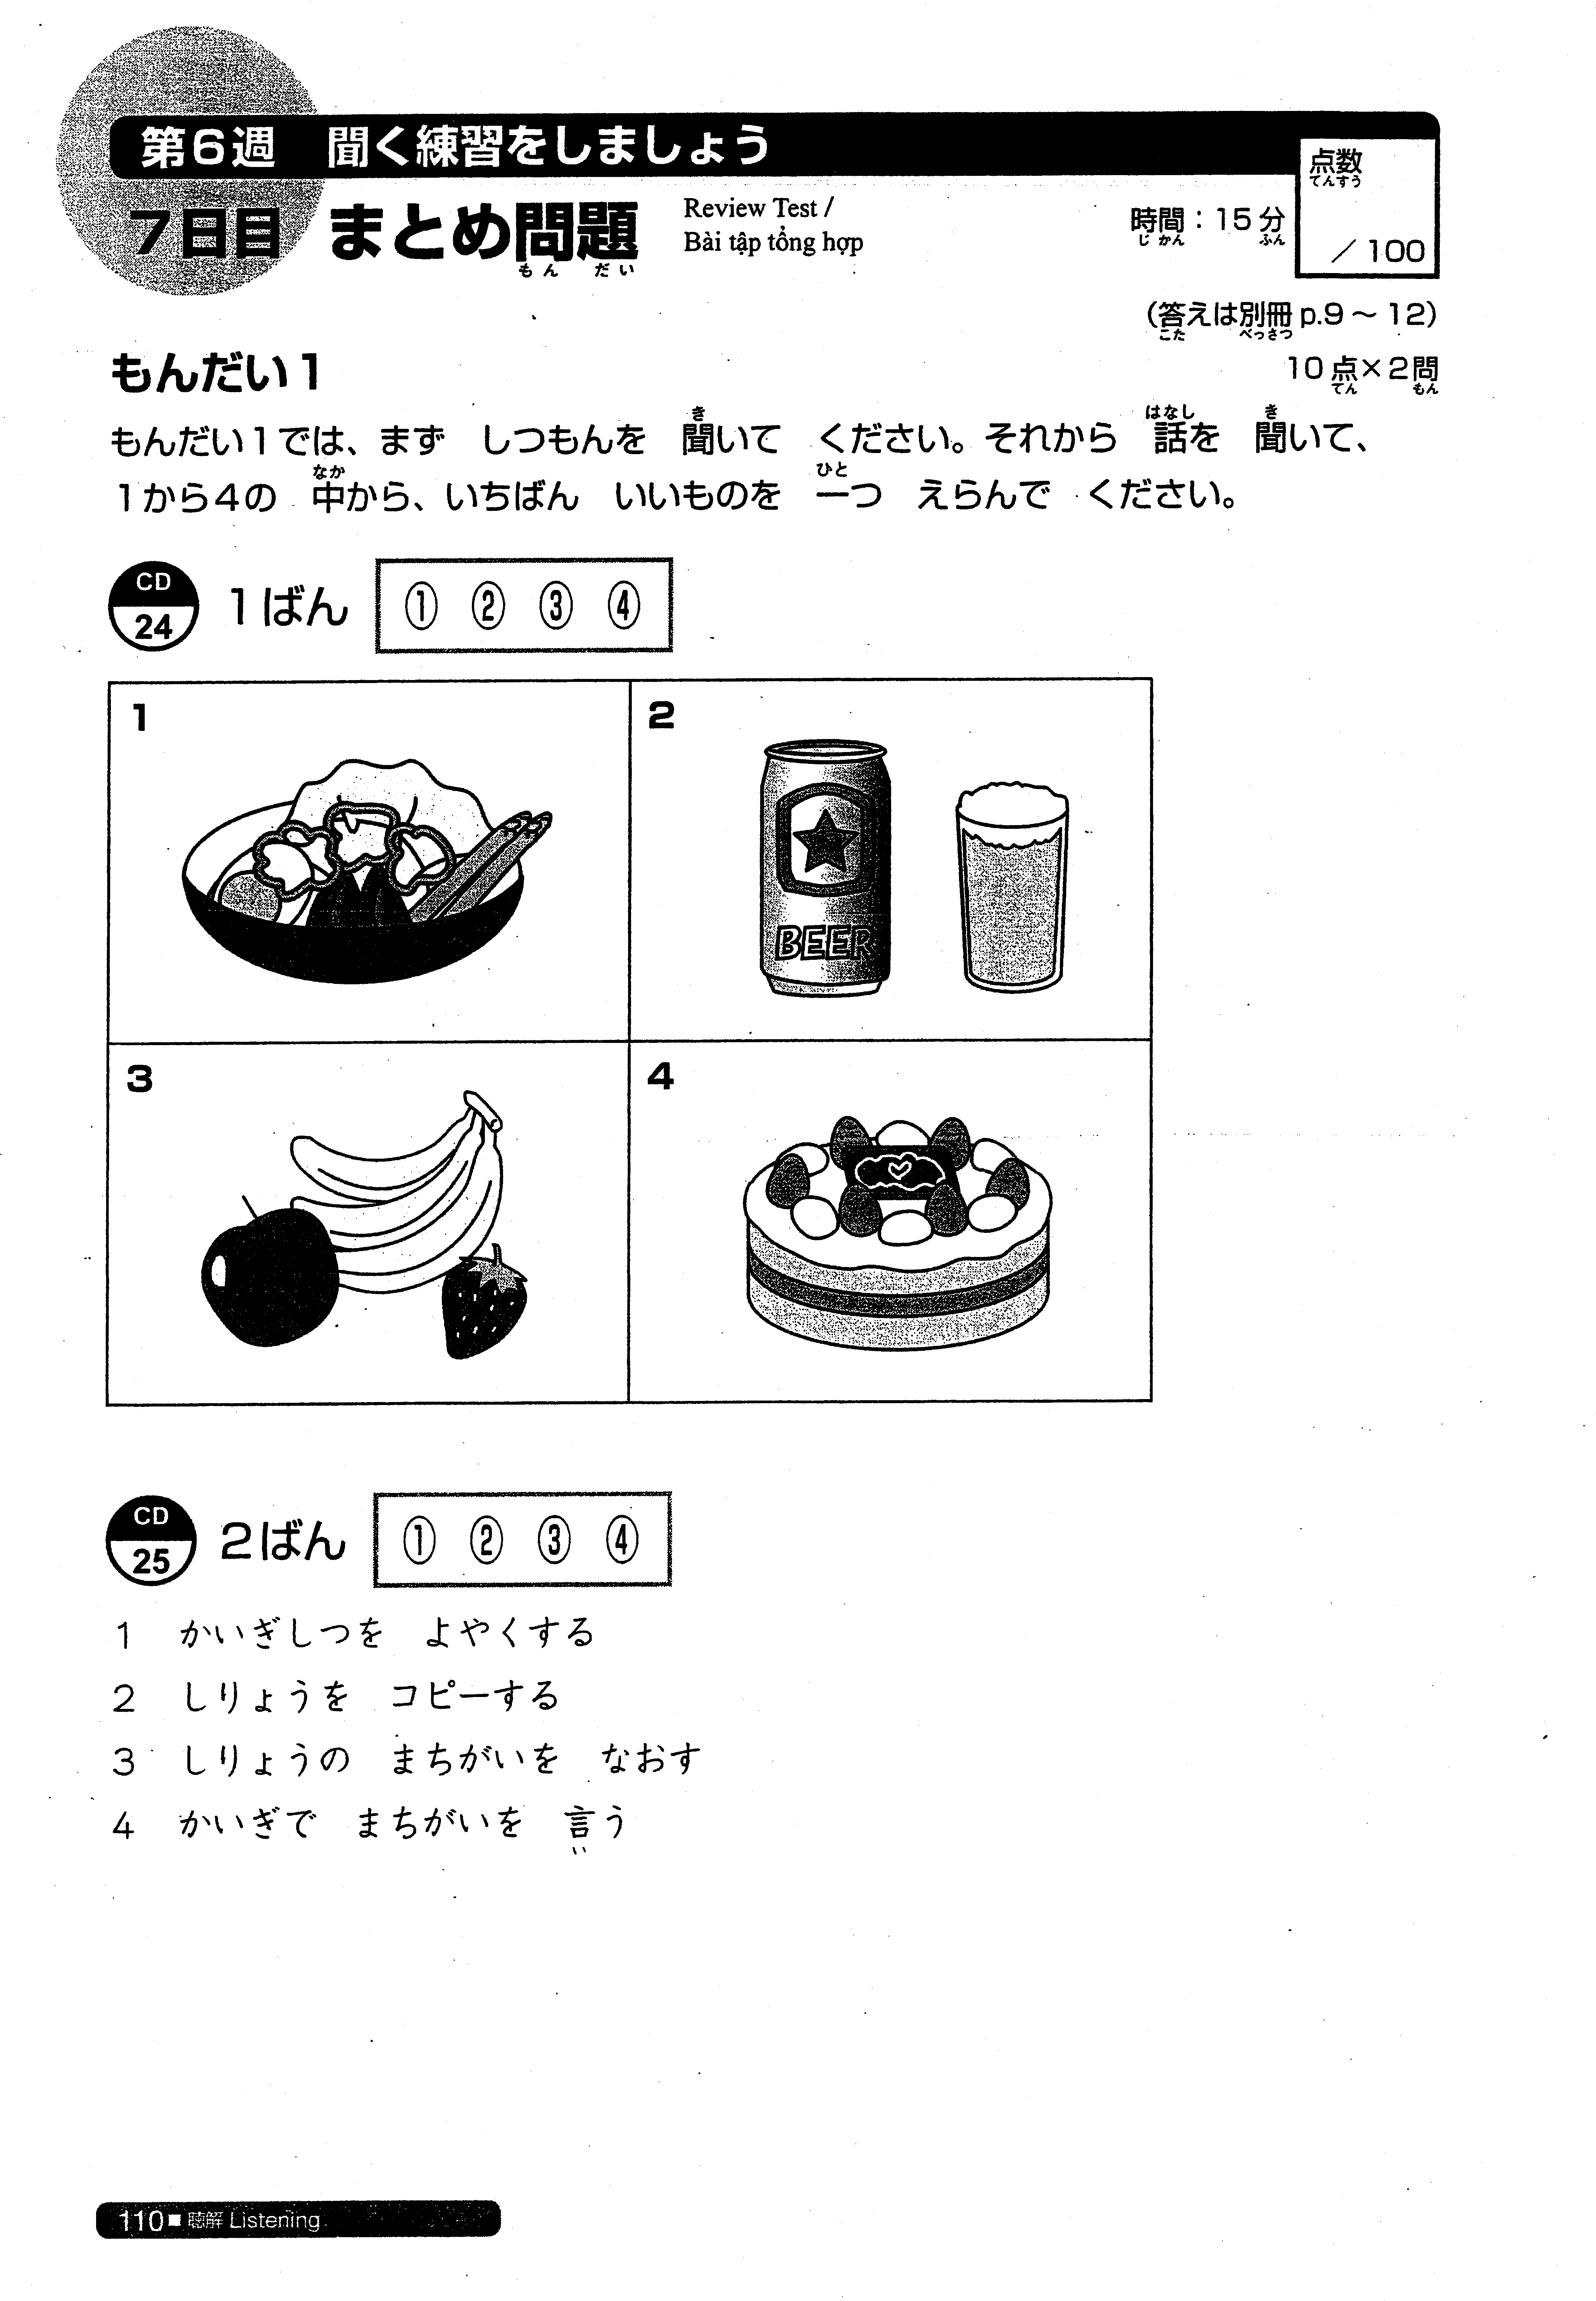 第6週　聞く練習をしましょう
7日目　まとめ問題
もんだい
Review Test /
Bài tập tổng hợp
時間：15分
じかん　ふん
点数
てんすう
／100
（答えは別冊 p.9～12）
こた　べっさつ
もんだい1
10点×2問
てん　もん
き　はなし　き
もんだい1では、まず　しつもんを　聞いて　ください。それから　話を　聞いて、
なか　ひと
1から4の　中から、いちばん　いいものを　一つ　えらんで　ください。
CD
24
1ばん　①　②　③　④
1
2
BEER
3
4
CD
25
2ばん　①　②　③　④
1　かいぎしつを　よやくする
2　しりょうを　コピーする
3　しりょうの　まちがいを　なおす
4　かいぎで　まちがいを　言う
い
110■聴解 Listening